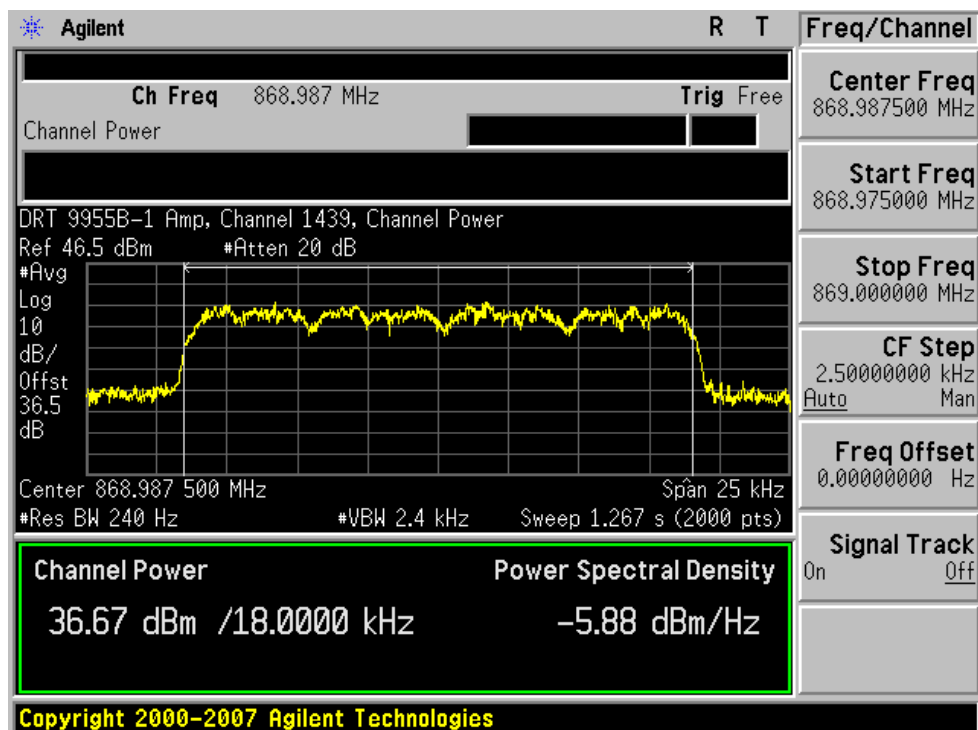 Agilent R T
Ch Freq 868.987 MHz Trig Free
Channel Power
DRT 9955B-1 Amp, Channel 1439, Channel Power
Ref 46.5 dBm #Atten 20 dB
#Avg
Log
10
dB/
Offst
36.5
dB
Center 868.987 500 MHz Span 25 kHz
#Res BW 240 Hz #VBW 2.4 kHz Sweep 1.267 s (2000 pts)
Channel Power Power Spectral Density
36.67 dBm /18.0000 kHz -5.88 dBm/Hz
Copyright 2000-2007 Agilent Technologies
Freq/Channel
Center Freq
868.987500 MHz
Start Freq
868.975000 MHz
Stop Freq
869.000000 MHz
CF Step
2.50000000 kHz
Auto Man
Freq Offset
0.00000000 Hz
Signal Track
On Off